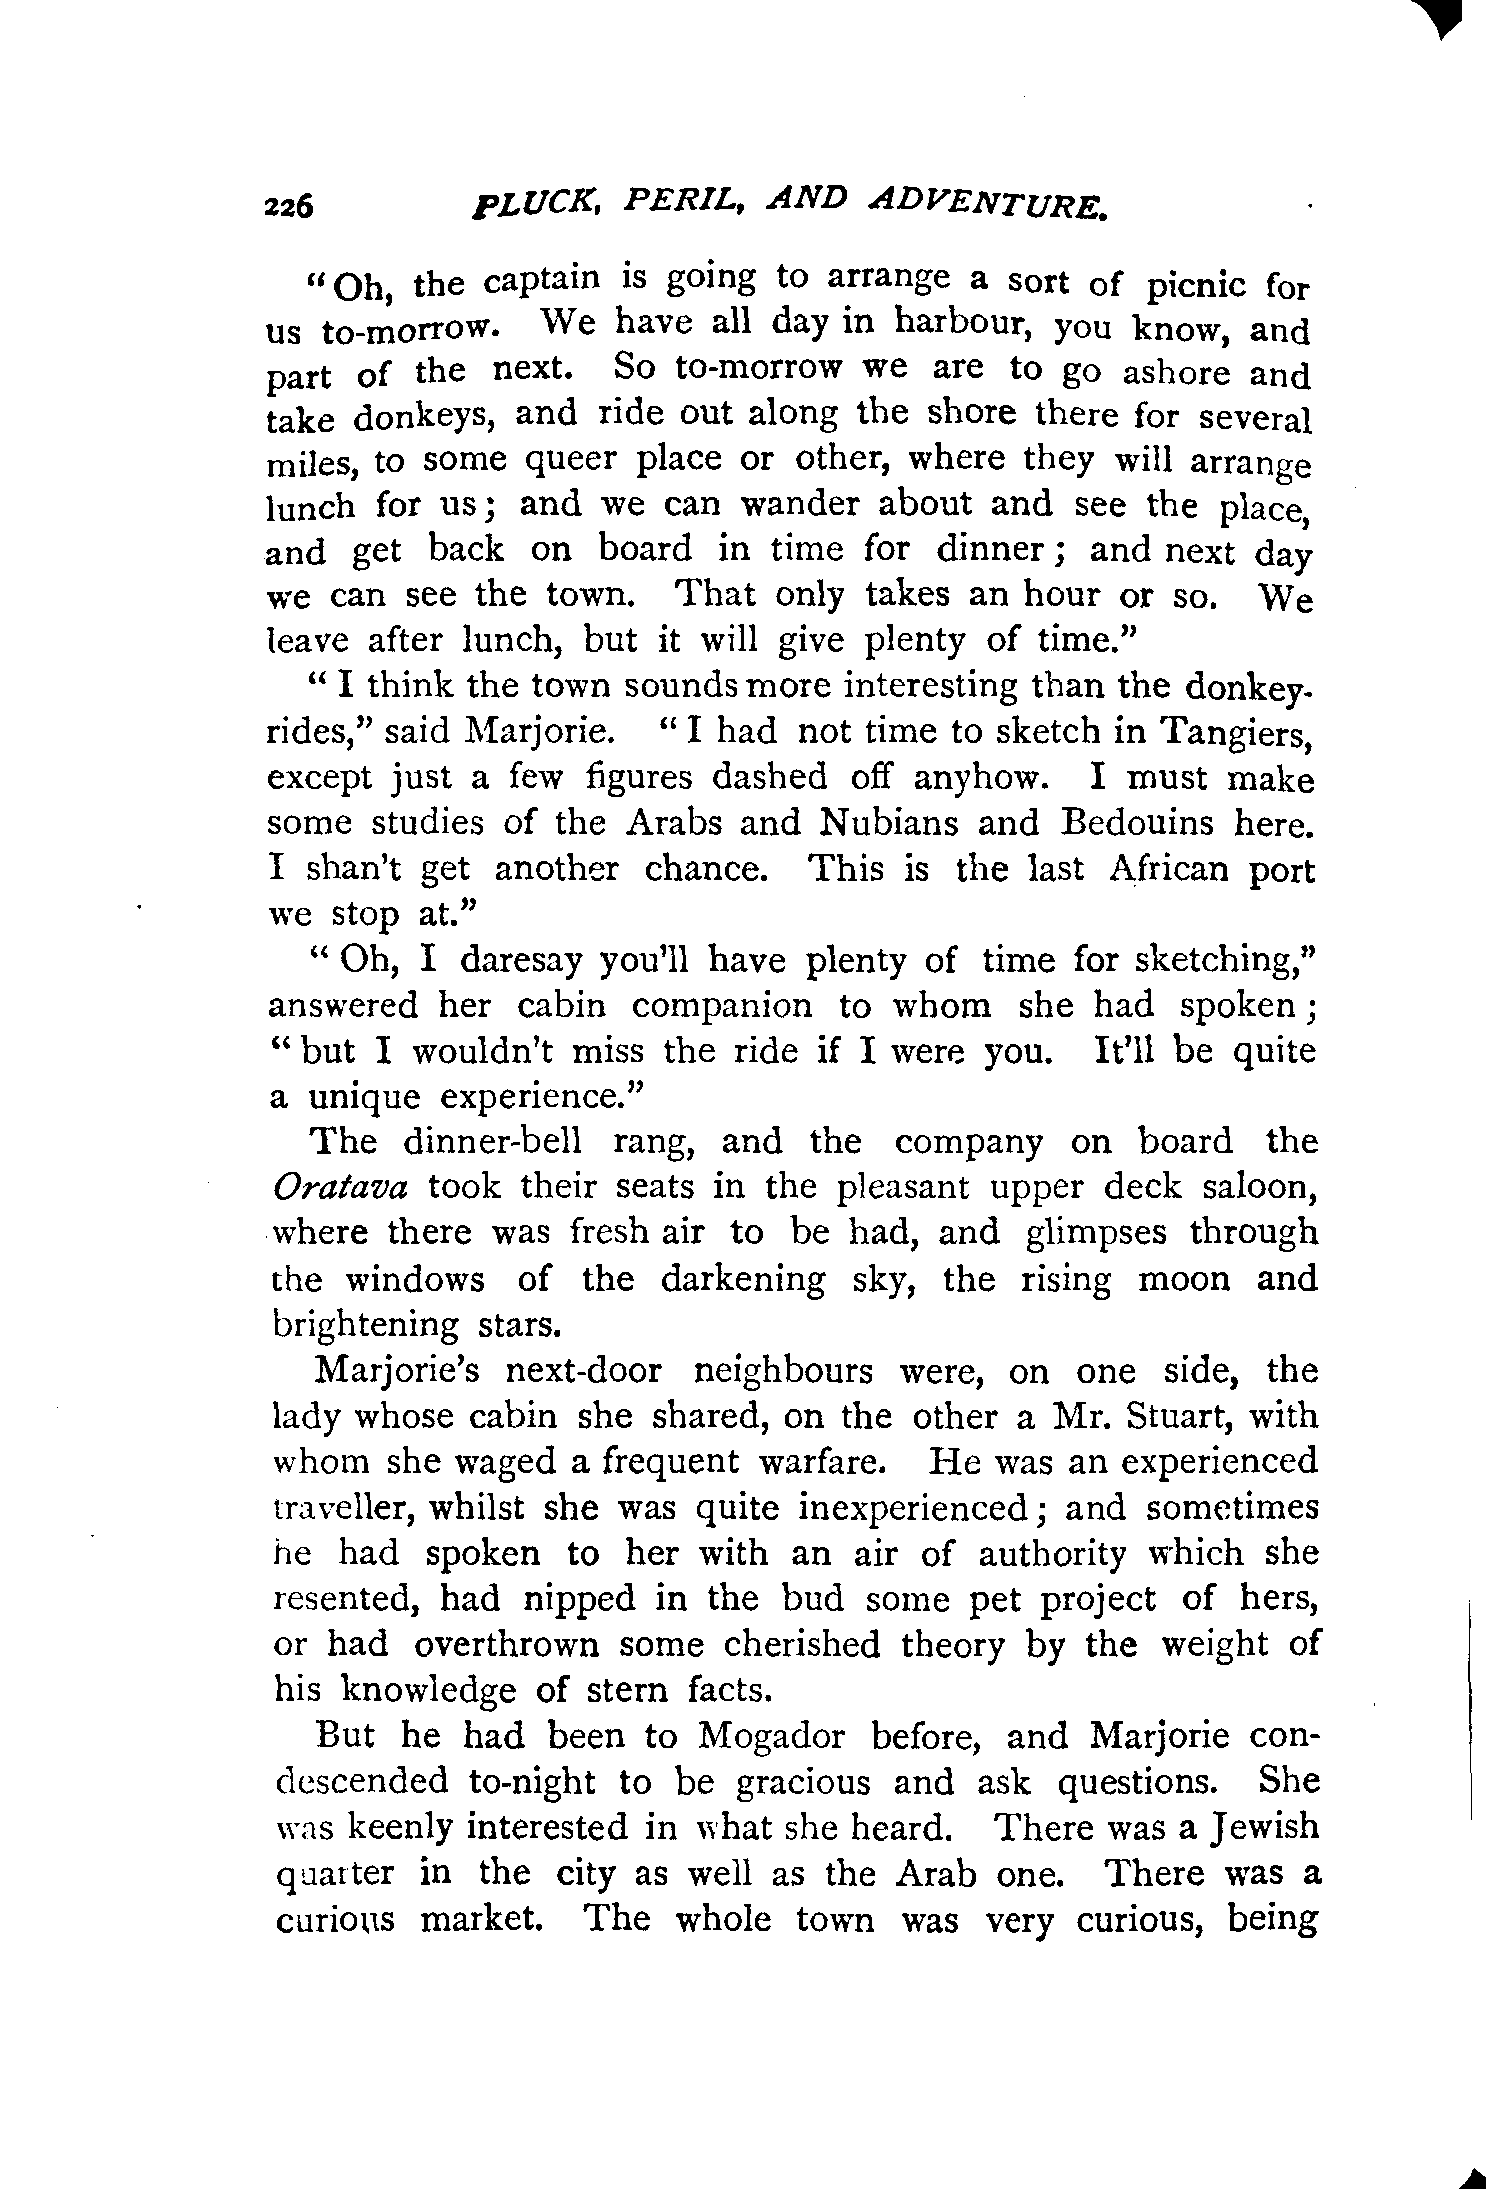 226 PLUCK, PERIL, AND ADVENTURE.
"Oh, the captain is going to arrange a sort of picnic for
us to-morrow. We have all day in harbour, you know, and
part of the next. So to-morrow we are to go ashore and
take donkeys, and ride out along the shore there for several
miles, to some queer place or other, where they will arrange
lunch for us; and we can wander about and see the place,
and get back on board in time for dinner; and next day
we can see the town. That only takes an hour or so. We
leave after lunch, but it will give plenty of time."
"I think the town sounds more interesting than the donkey-
rides," said Marjorie. "I had not time to sketch in Tangiers,
except just a few figures dashed off anyhow. I must make
some studies of the Arabs and Nubians and Bedouins here.
I shan't get another chance. This is the last African port
we stop at."
"Oh, I daresay you'll have plenty of time for sketching,"
answered her cabin companion to whom she had spoken;
"but I wouldn't miss the ride if I were you. It'll be quite
a unique experience."
The dinner-bell rang, and the company on board the
Oratava took their seats in the pleasant upper deck saloon,
where there was fresh air to be had, and glimpses through
the windows of the darkening sky, the rising moon and
brightening stars.
Marjorie's next-door neighbours were, on one side, the
lady whose cabin she shared, on the other a Mr. Stuart, with
whom she waged a frequent warfare. He was an experienced
traveller, whilst she was quite inexperienced; and sometimes
he had spoken to her with an air of authority which she
resented, had nipped in the bud some pet project of hers,
or had overthrown some cherished theory by the weight of
his knowledge of stern facts.
But he had been to Mogador before, and Marjorie con-
descended to-night to be gracious and ask questions. She
was keenly interested in what she heard. There was a Jewish
quarter in the city as well as the Arab one. There was a
curious market. The whole town was very curious, being